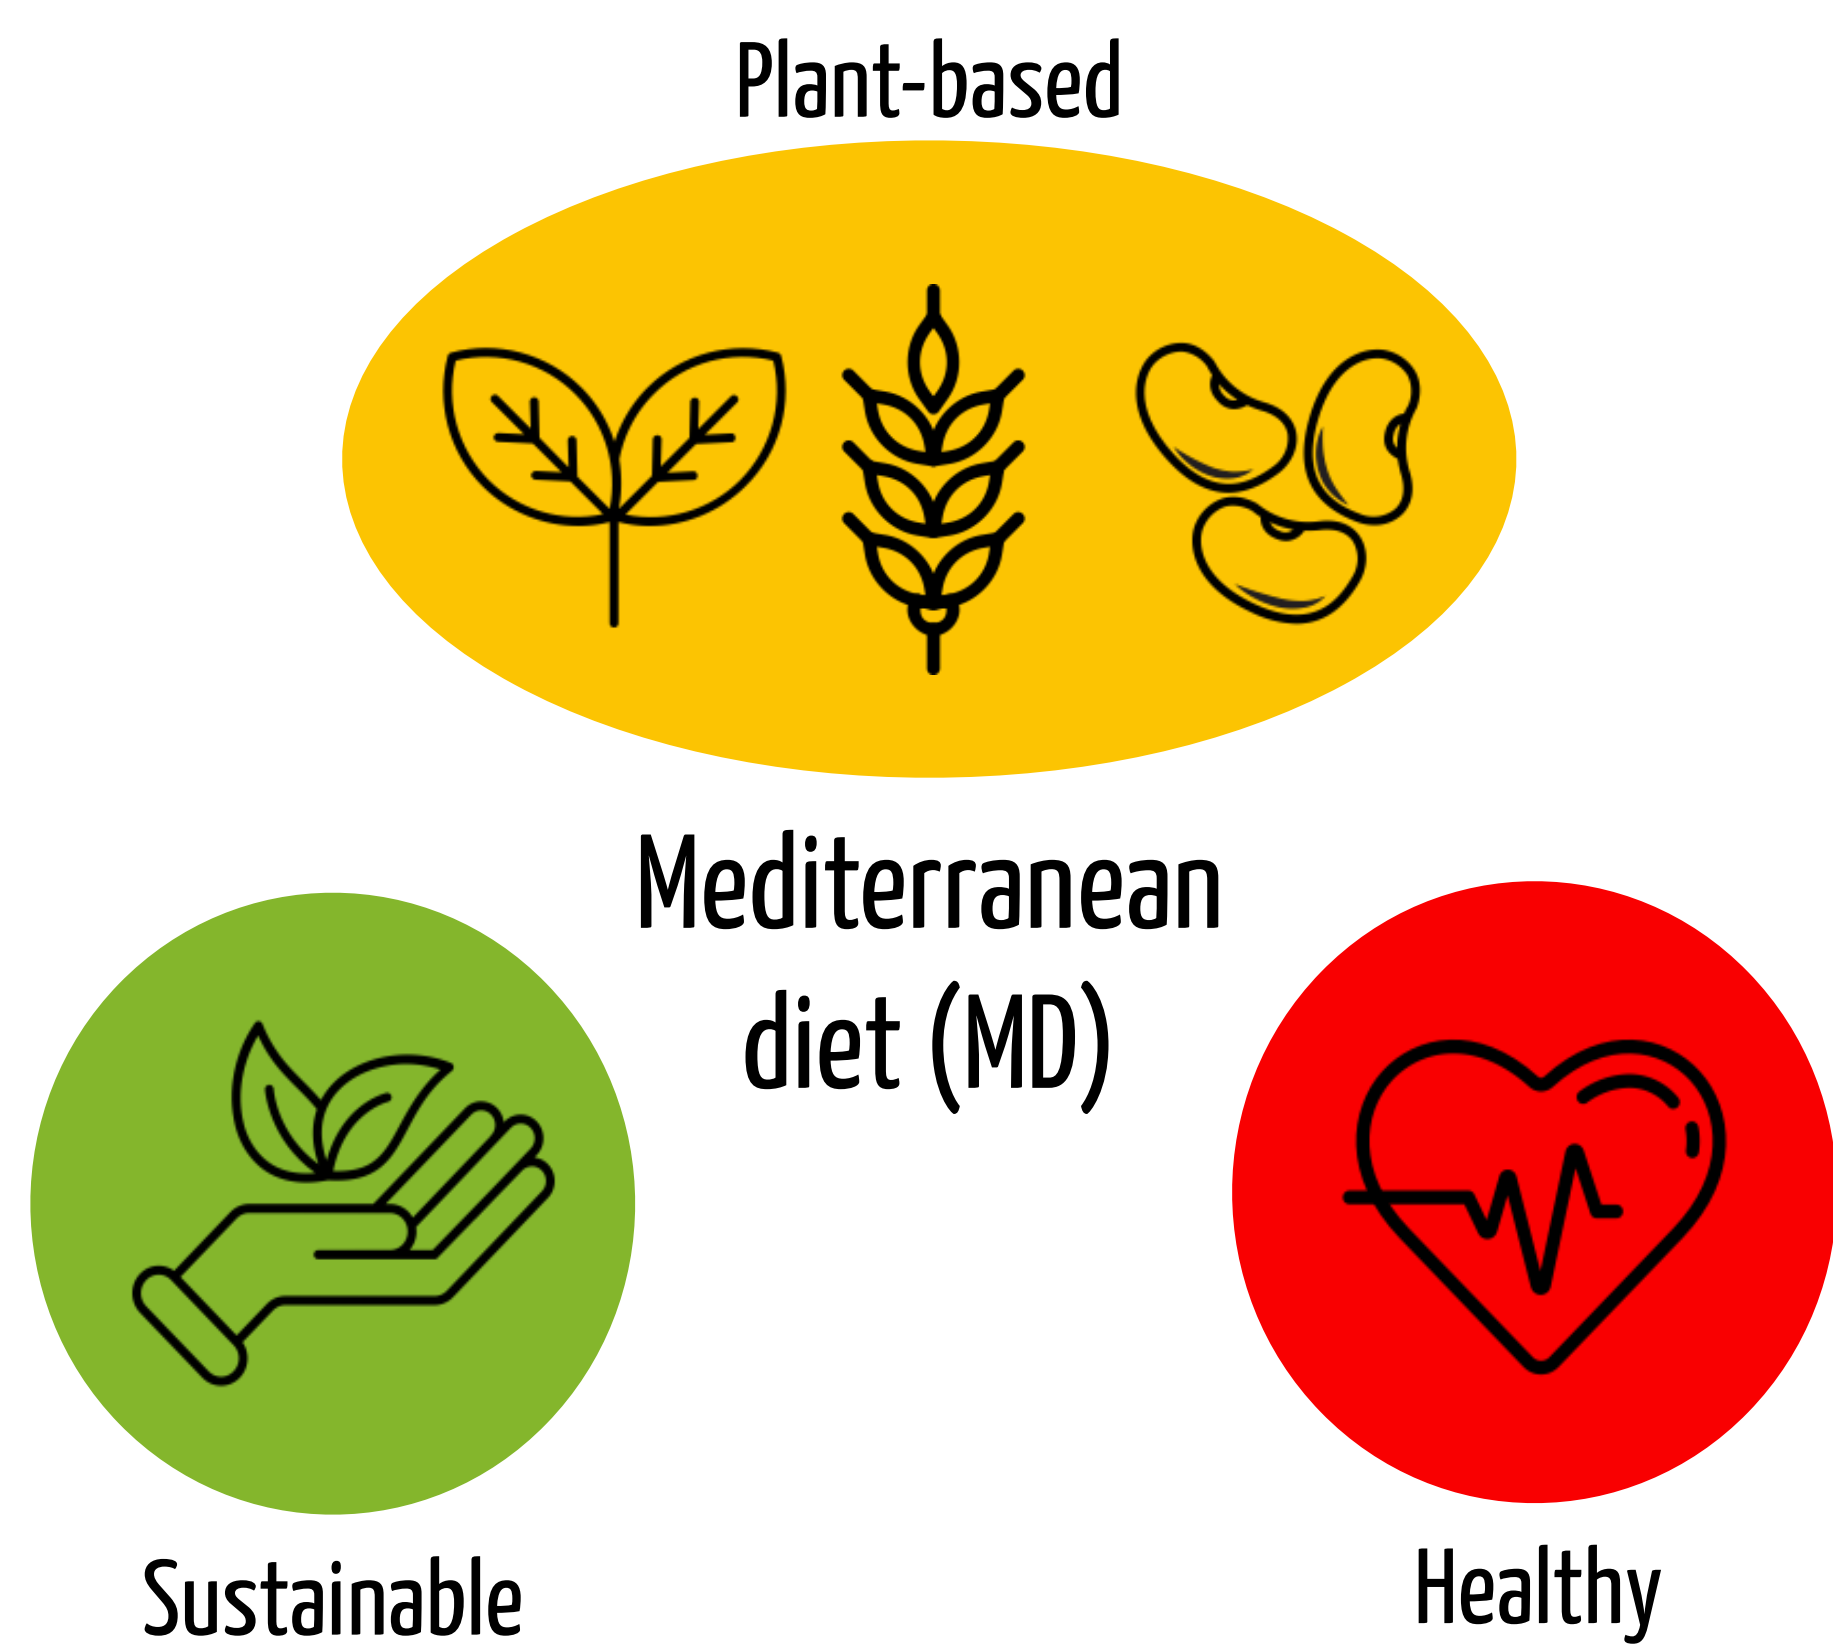 Plant-based
Mediterranean
diet (MD)
Sustainable
Healthy